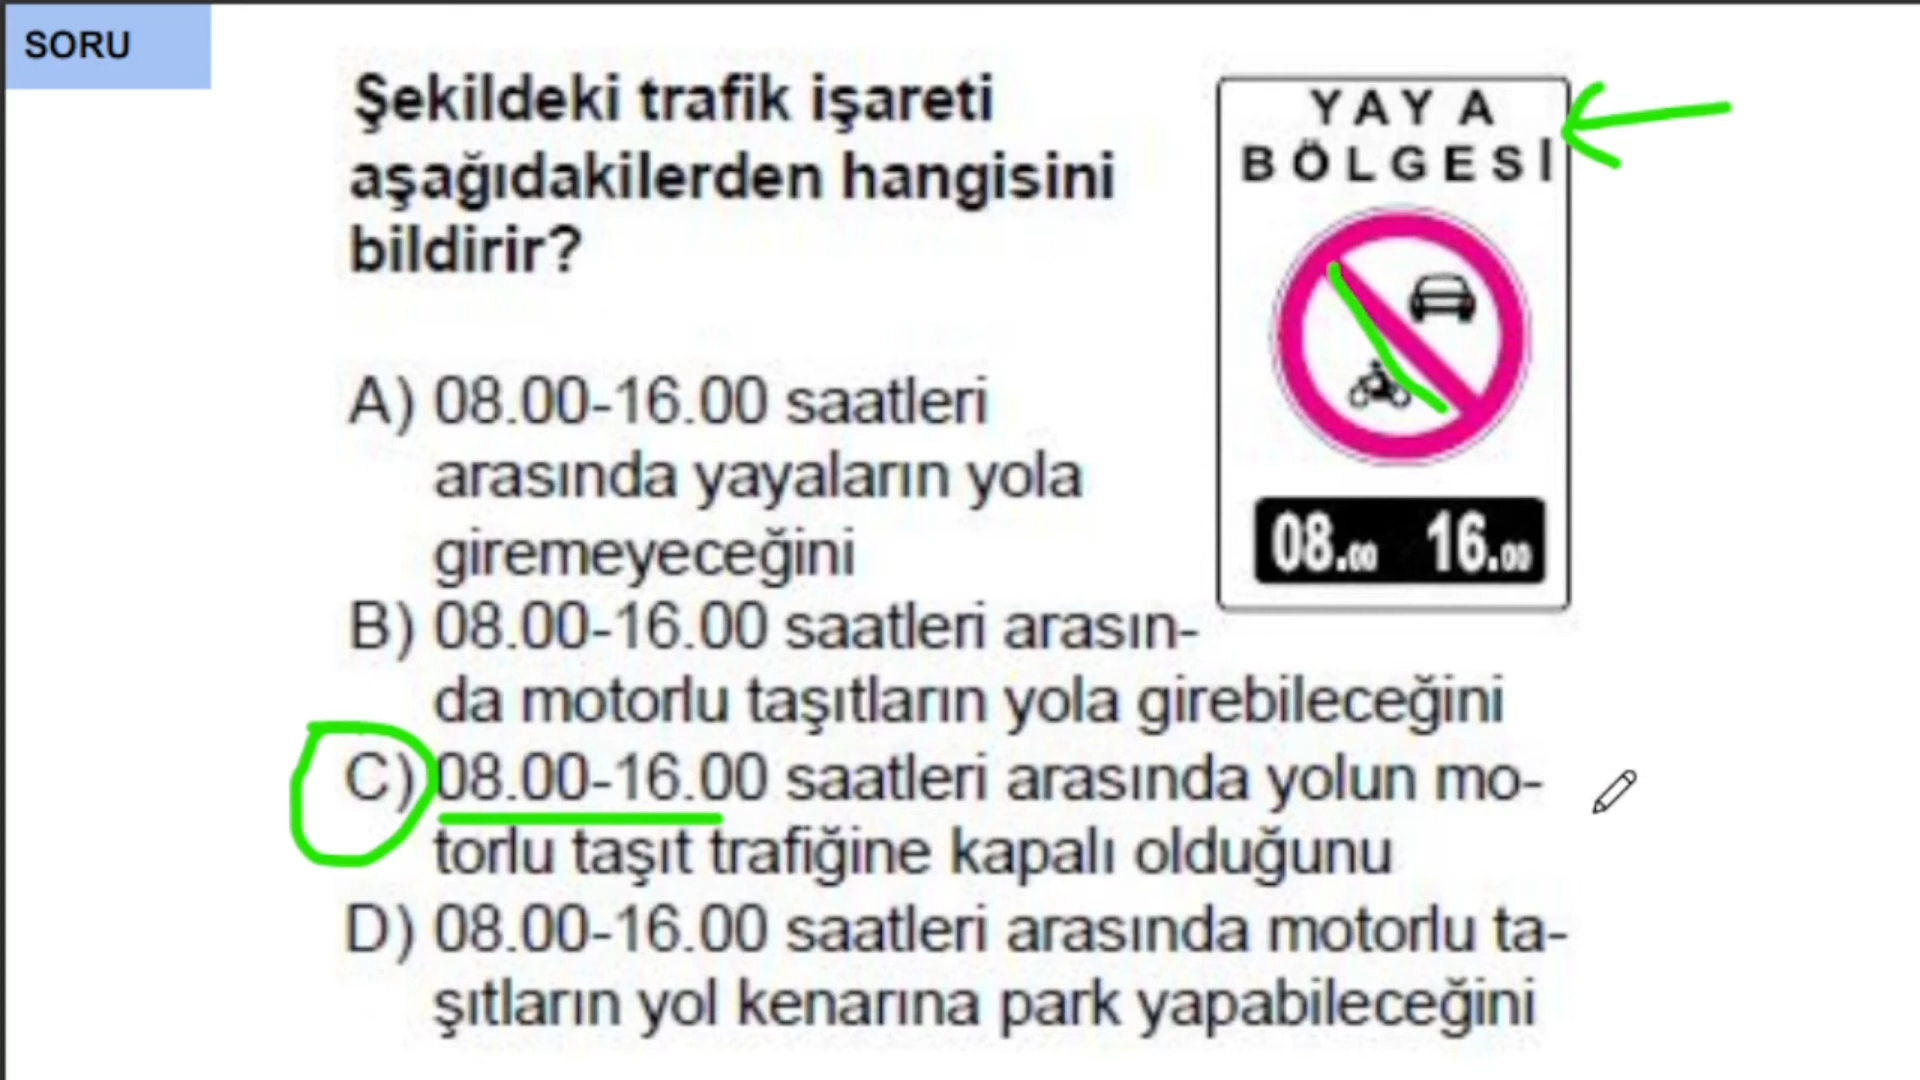 SORU
Şekildeki trafik işareti
aşağıdakilerden hangisini
bildirir?
YAYA
BÖLGESİ
08.00 16.00
A) 08.00-16.00 saatleri
arasında yayaların yola
giremeyeceğini
B) 08.00-16.00 saatleri arasın-
da motorlu taşıtların yola girebileceğini
C) 08.00-16.00 saatleri arasında yolun mo-
torlu taşıt trafiğine kapalı olduğunu
D) 08.00-16.00 saatleri arasında motorlu ta-
şıtların yol kenarına park yapabileceğini